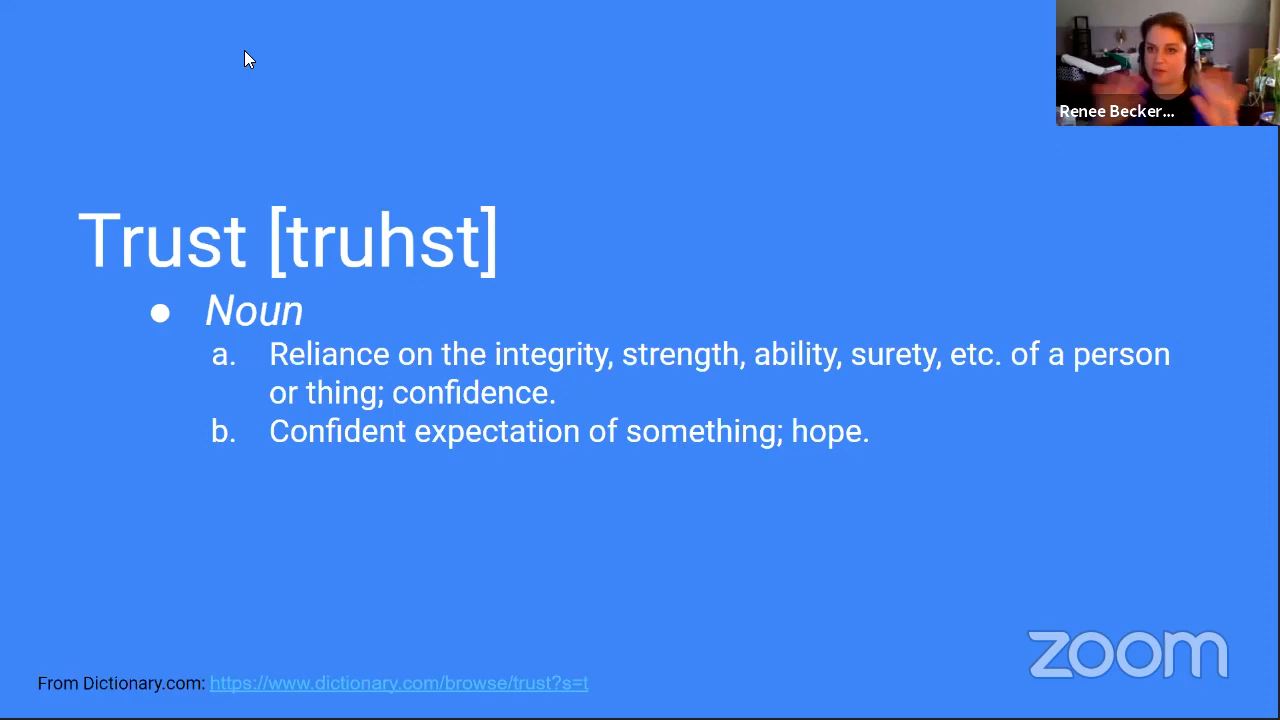 Renee Becker...
Trust [truhst]
● Noun
a. Reliance on the integrity, strength, ability, surety, etc. of a person
or thing; confidence.
b. Confident expectation of something; hope.
zoom
From Dictionary.com: https://www.dictionary.com/browse/trust?s=t